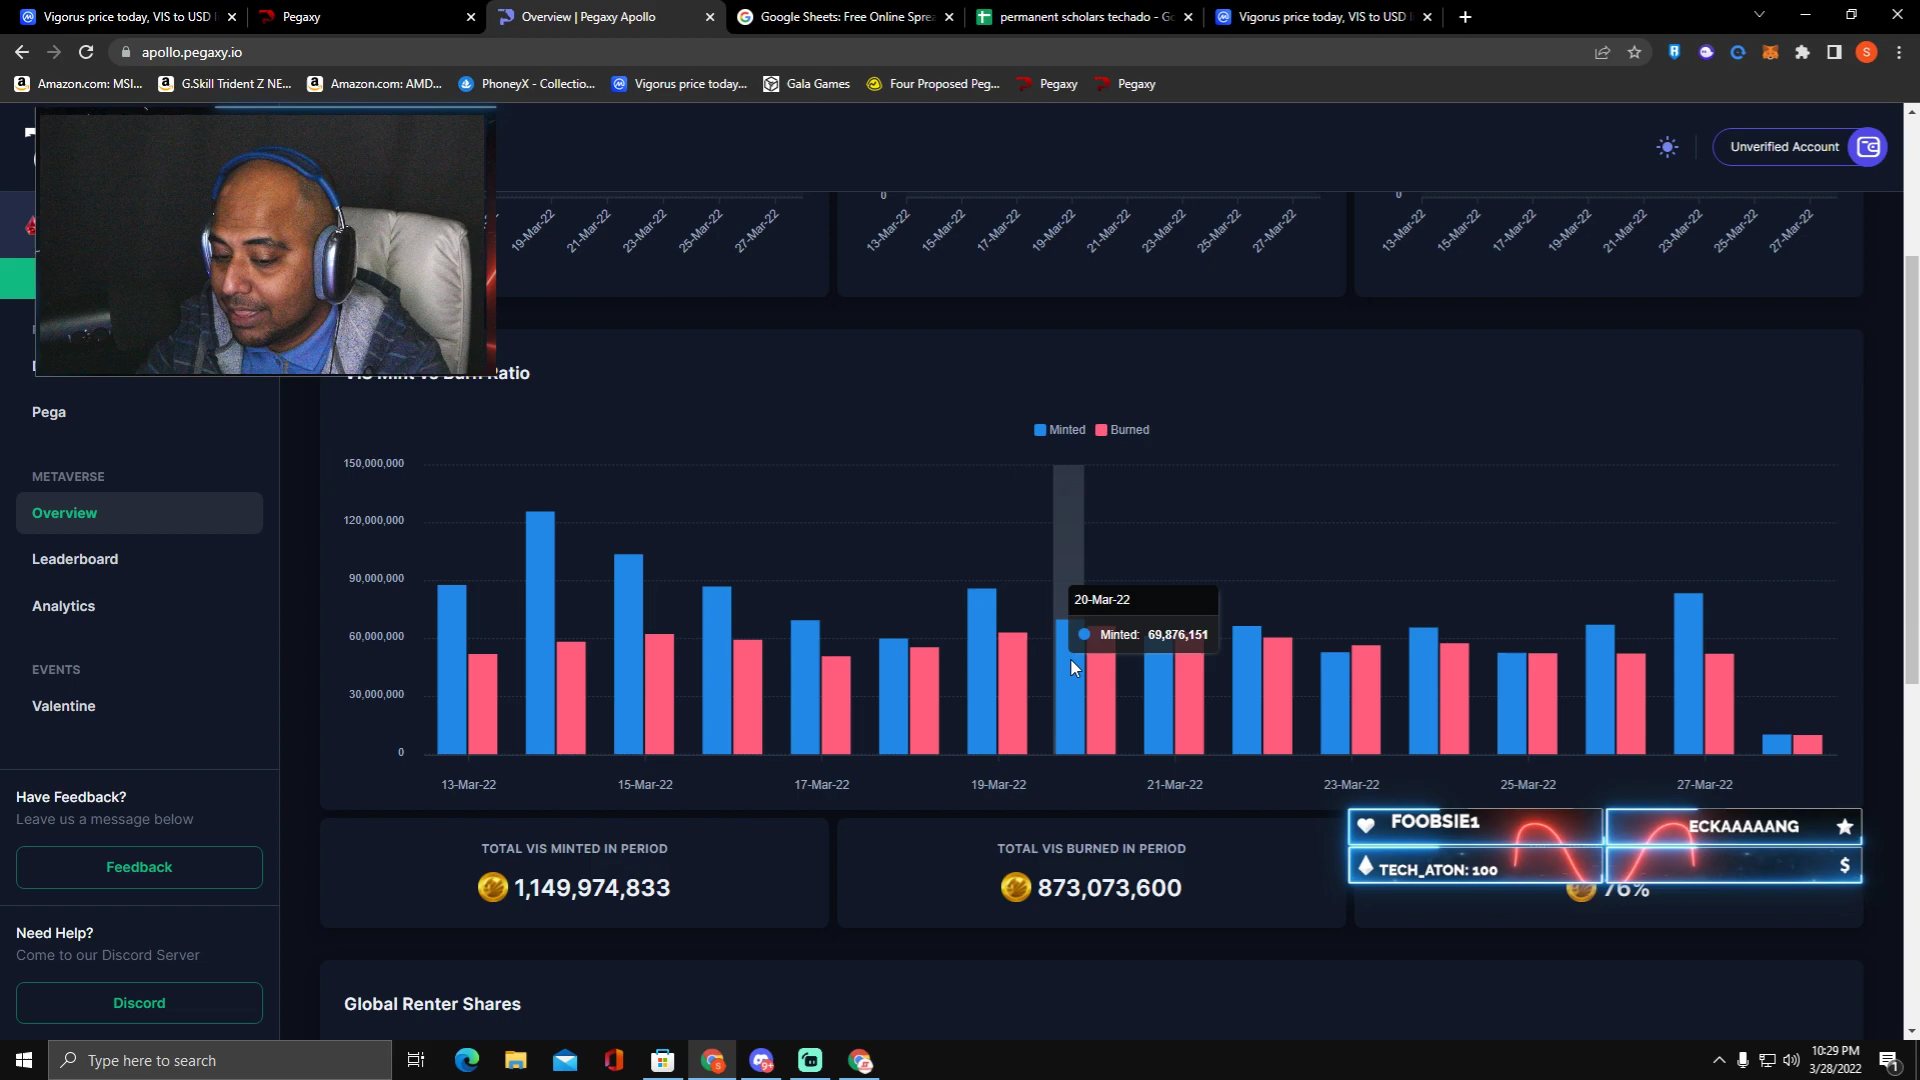 Vigorus price today, VIS to USD
Pegaxy
Overview | Pegaxy Apollo
Google Sheets: Free Online Sprea
permanent scholars techado - Go
Vigorus price today, VIS to USD
apollo.pegaxy.io
S
Amazon.com: MSI...
G.Skill Trident Z NE...
Amazon.com: AMD...
PhoneyX - Collectio...
Vigorus price today...
Gala Games
Four Proposed Peg...
Pegaxy
Pegaxy
Unverified Account
0
0
19-Mar-22
21-Mar-22
23-Mar-22
25-Mar-22
27-Mar-22
13-Mar-22
15-Mar-22
17-Mar-22
19-Mar-22
21-Mar-22
23-Mar-22
25-Mar-22
27-Mar-22
13-Mar-22
15-Mar-22
17-Mar-22
19-Mar-22
21-Mar-22
23-Mar-22
25-Mar-22
27-Mar-22
VIS Mint vs Burn Ratio
Pega
METAVERSE
Overview
Leaderboard
Analytics
EVENTS
Valentine
Have Feedback?
Leave us a message below
Feedback
Need Help?
Come to our Discord Server
Discord
Minted
Burned
150,000,000
120,000,000
90,000,000
60,000,000
30,000,000
0
20-Mar-22
Minted: 69,876,151
13-Mar-22
15-Mar-22
17-Mar-22
19-Mar-22
21-Mar-22
23-Mar-22
25-Mar-22
27-Mar-22
TOTAL VIS MINTED IN PERIOD
1,149,974,833
TOTAL VIS BURNED IN PERIOD
873,073,600
FOOBSIE1
ECKAAAAANG
TECH_ATON: 100
$
76%
Global Renter Shares
Type here to search
9+
10:29 PM
3/28/2022
1